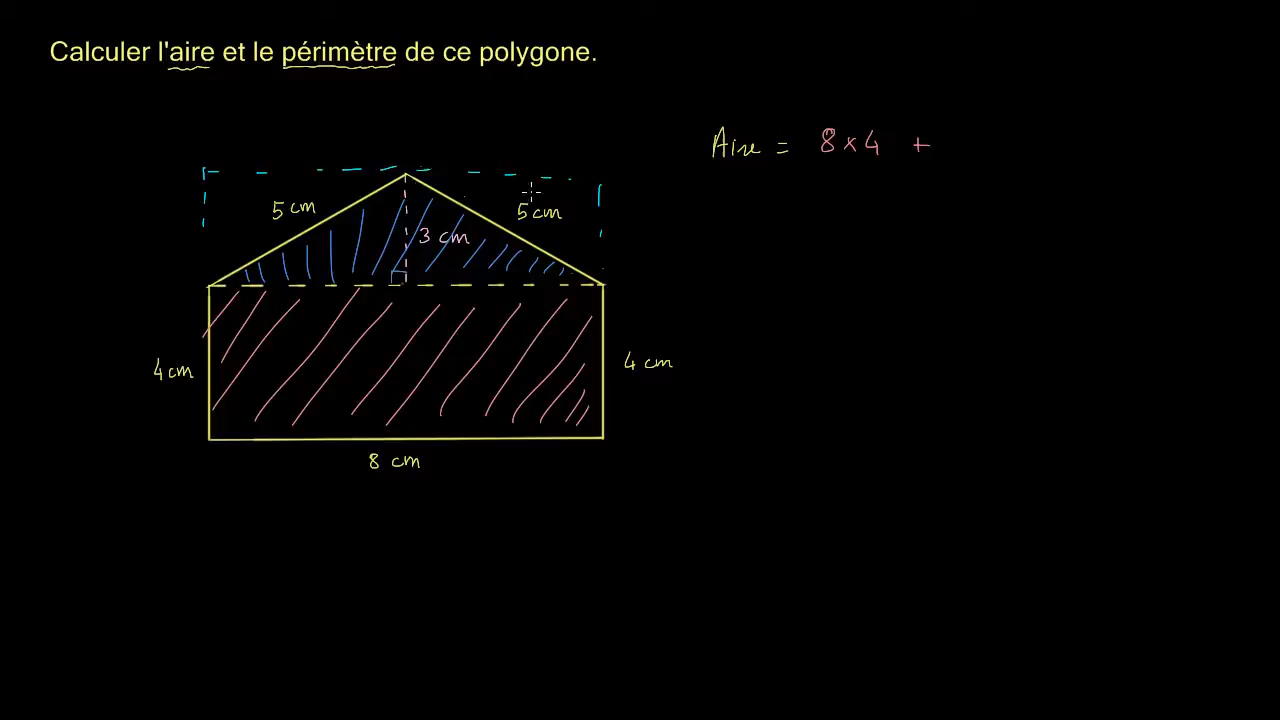 Calculer l'aire et le périmètre de ce polygone.
Aire = 8 × 4 +
5 cm
5 cm
3 cm
4 cm
4 cm
8 cm